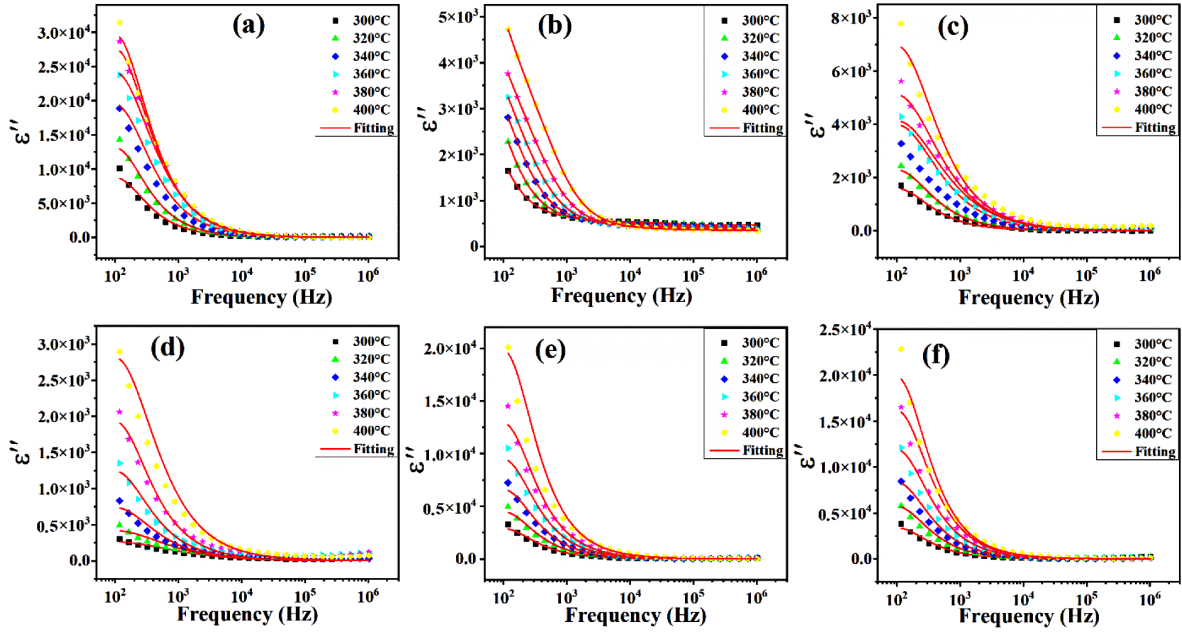 (a)
300°C
320°C
340°C
360°C
380°C
400°C
Fitting
3.0×10⁴
2.5×10⁴
2.0×10⁴
1.5×10⁴
1.0×10⁴
5.0×10³
0.0
ε''
10² 10³ 10⁴ 10⁵ 10⁶
Frequency (Hz)
(b)
300°C
320°C
340°C
360°C
380°C
400°C
Fitting
5×10³
4×10³
3×10³
2×10³
1×10³
0
ε''
10² 10³ 10⁴ 10⁵ 10⁶
Frequency (Hz)
(c)
300°C
320°C
340°C
360°C
380°C
400°C
Fitting
8×10³
6×10³
4×10³
2×10³
0
ε''
10² 10³ 10⁴ 10⁵ 10⁶
Frequency (Hz)
(d)
300°C
320°C
340°C
360°C
380°C
400°C
Fitting
3.0×10³
2.5×10³
2.0×10³
1.5×10³
1.0×10³
0.5×10³
0.0
ε''
10² 10³ 10⁴ 10⁵ 10⁶
Frequency (Hz)
(e)
300°C
320°C
340°C
360°C
380°C
400°C
Fitting
2.0×10⁴
1.5×10⁴
1.0×10⁴
5.0×10³
0.0
ε''
10² 10³ 10⁴ 10⁵ 10⁶
Frequency (Hz)
(f)
300°C
320°C
340°C
360°C
380°C
400°C
Fitting
2.5×10⁴
2.0×10⁴
1.5×10⁴
1.0×10⁴
0.5×10⁴
0.0
ε''
10² 10³ 10⁴ 10⁵ 10⁶
Frequency (Hz)